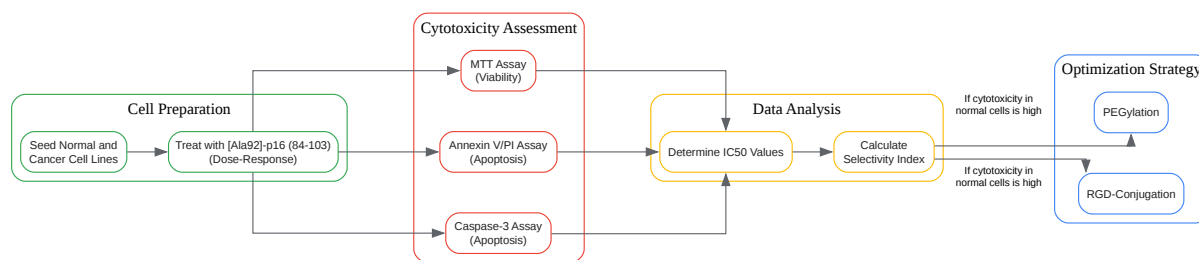 Cell Preparation
Seed Normal and
Cancer Cell Lines
Treat with [Ala92]-p16 (84-103)
(Dose-Response)
Cytotoxicity Assessment
MTT Assay
(Viability)
Annexin V/PI Assay
(Apoptosis)
Caspase-3 Assay
(Apoptosis)
Data Analysis
Determine IC50 Values
Calculate
Selectivity Index
If cytotoxicity in
normal cells is high
If cytotoxicity in
normal cells is high
Optimization Strategy
PEGylation
RGD-Conjugation